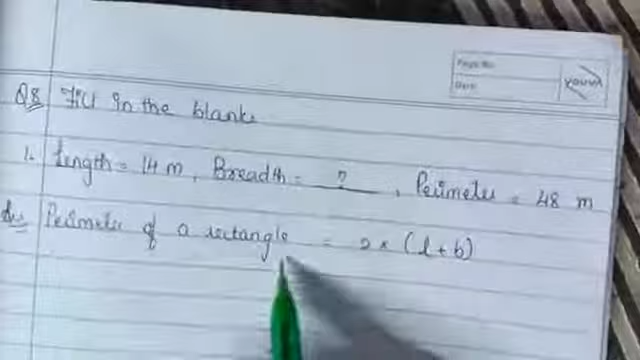 Page No.
Date
YOUVA
Q8 Fill in the blanks
1. Length = 14 m, Breadth = ?, Perimeter = 48 m
Ans Perimeter of a rectangle = 2 × (l + b)